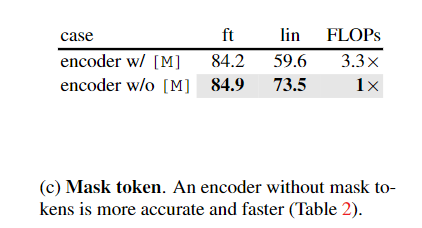 case ft lin FLOPs
encoder w/ [M] 84.2 59.6 3.3×
encoder w/o [M] 84.9 73.5 1×
(c) Mask token. An encoder without mask to-
kens is more accurate and faster (Table 2).